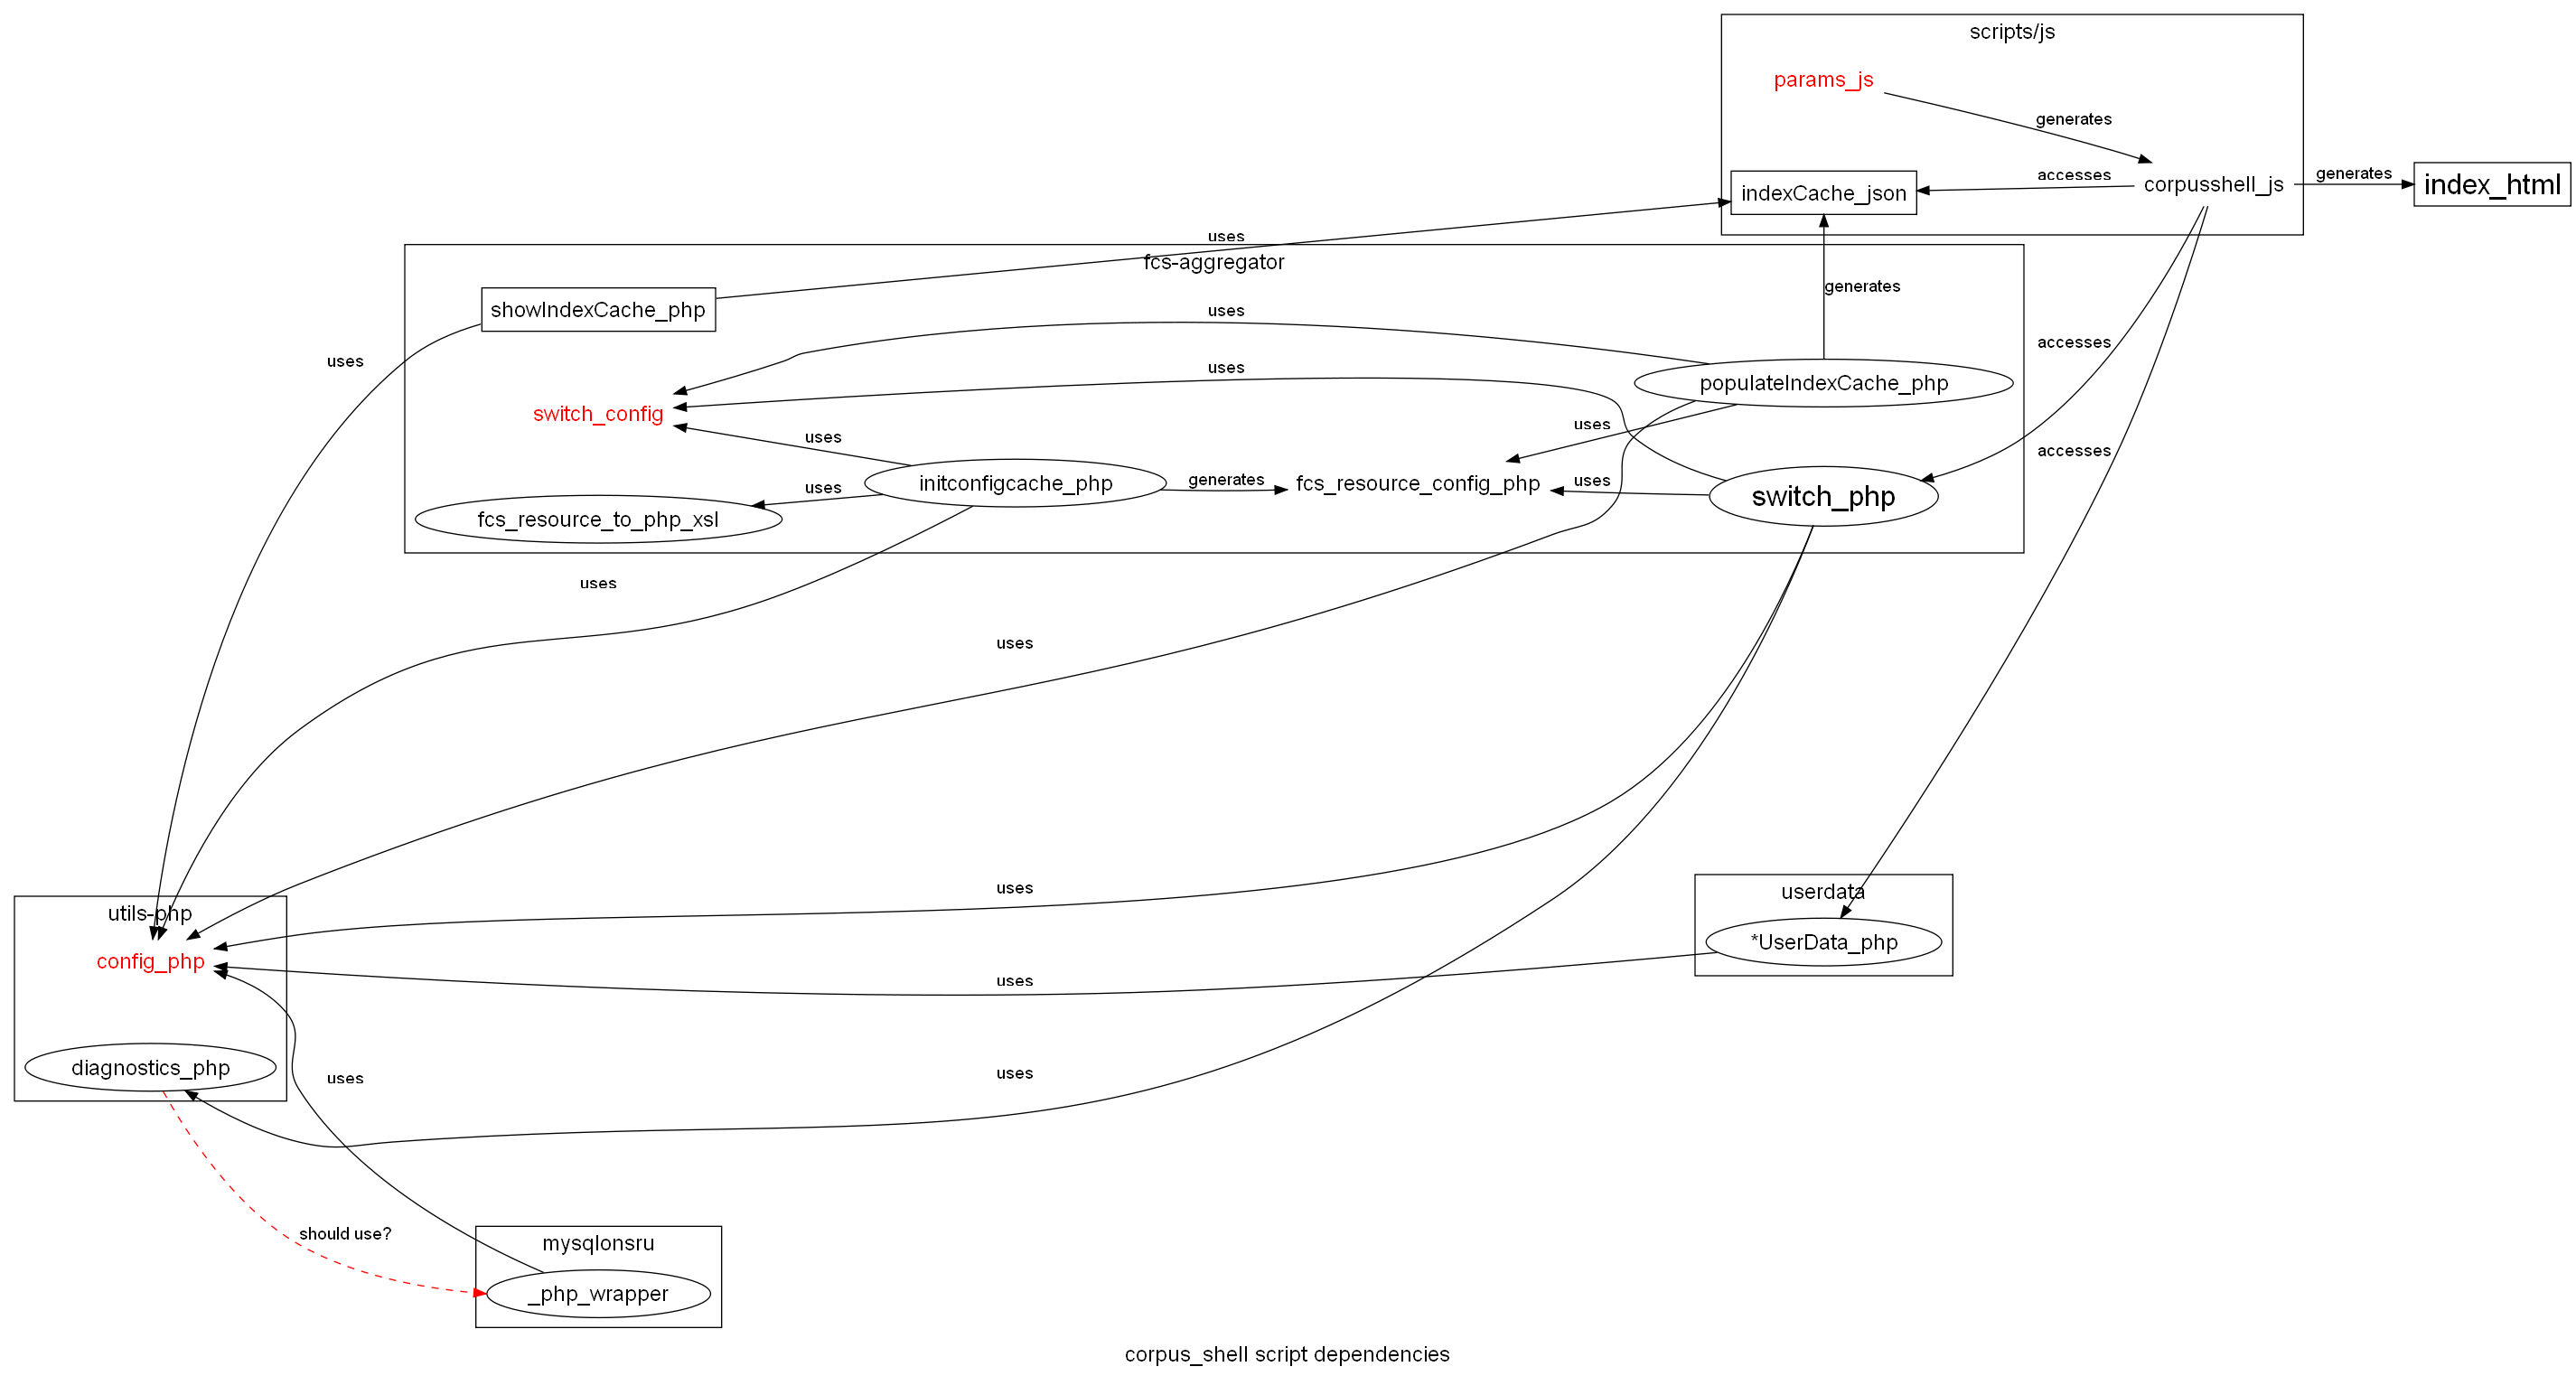 scripts/js
params_js
generates
indexCache_json
accesses
corpusshell_js
generates
index_html
uses
fcs-aggregator
showIndexCache_php
generates
uses
uses
accesses
uses
populateIndexCache_php
switch_config
uses
uses
accesses
initconfigcache_php
generates
fcs_resource_config_php
uses
switch_php
uses
fcs_resource_to_php_xsl
uses
uses
userdata
uses
utils-php
*UserData_php
config_php
uses
diagnostics_php
uses
uses
should use?
mysqlonsru
_php_wrapper
corpus_shell script dependencies